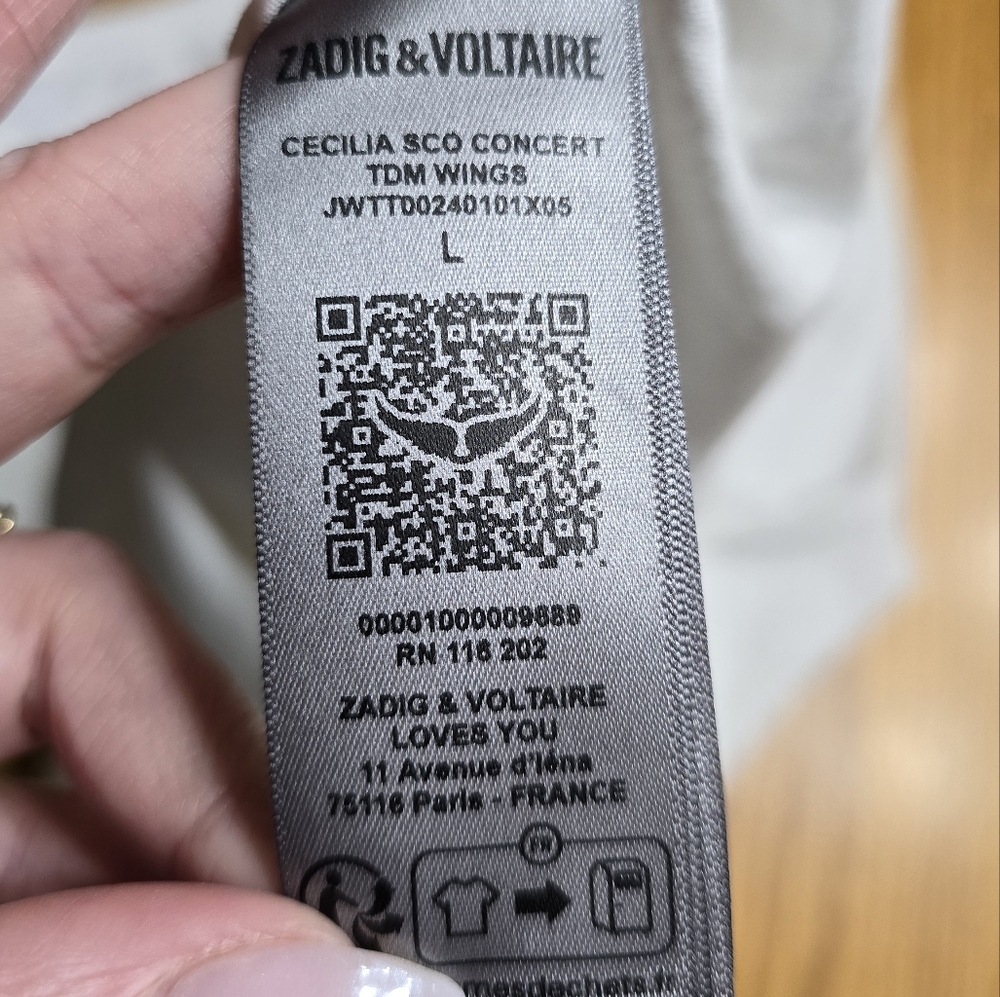 ZADIG & VOLTAIRE
CECILIA SCO CONCERT
TDM WINGS
JWTT00240101X05
L
00001000009689
RN 116 202
ZADIG & VOLTAIRE
LOVES YOU
11 Avenue d'Iéna
75116 Paris - FRANCE
FR